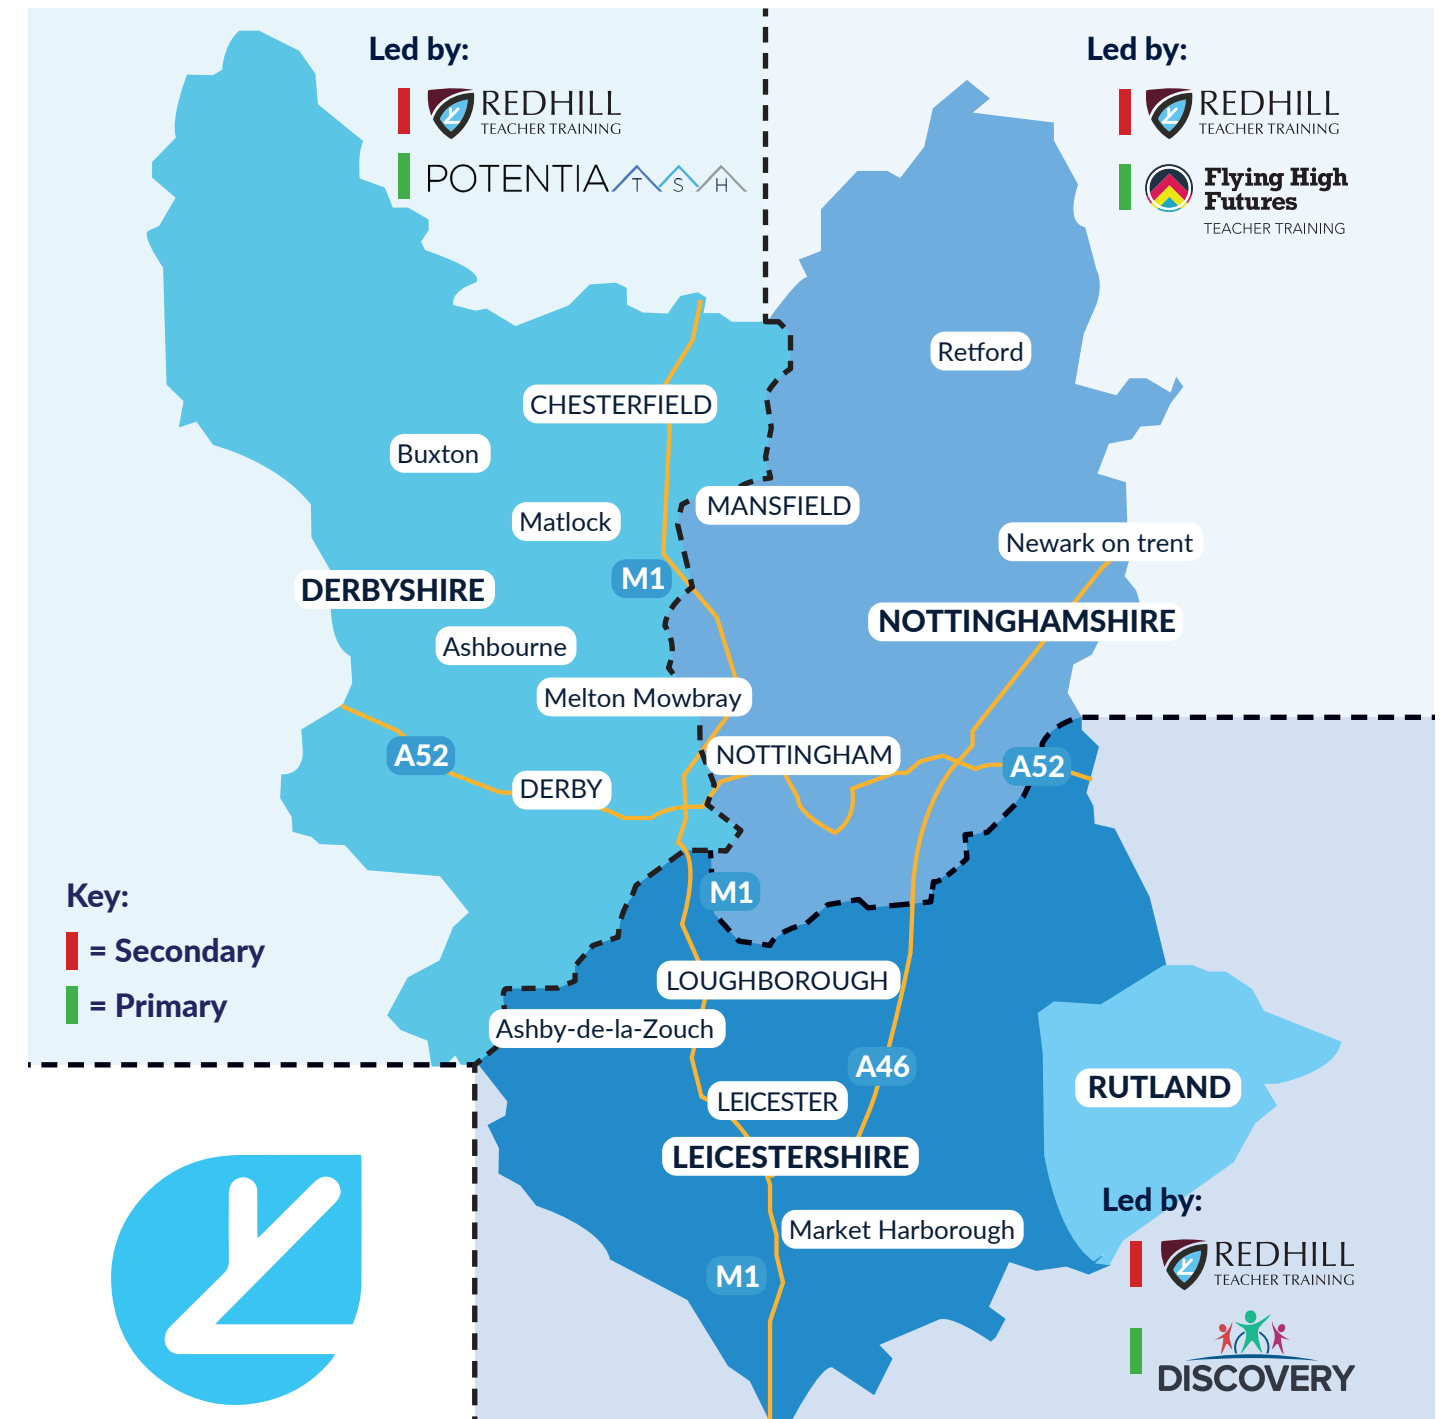 Led by:
REDHILL
TEACHER TRAINING
POTENTIA T S H
Led by:
REDHILL
TEACHER TRAINING
Flying High
Futures
TEACHER TRAINING
Retford
CHESTERFIELD
Buxton
MANSFIELD
Matlock
Newark on trent
M1
DERBYSHIRE
NOTTINGHAMSHIRE
Ashbourne
Melton Mowbray
A52
NOTTINGHAM
A52
DERBY
M1
Key:
= Secondary
= Primary
LOUGHBOROUGH
Ashby-de-la-Zouch
A46
RUTLAND
LEICESTER
LEICESTERSHIRE
Market Harborough
M1
Led by:
REDHILL
TEACHER TRAINING
DISCOVERY